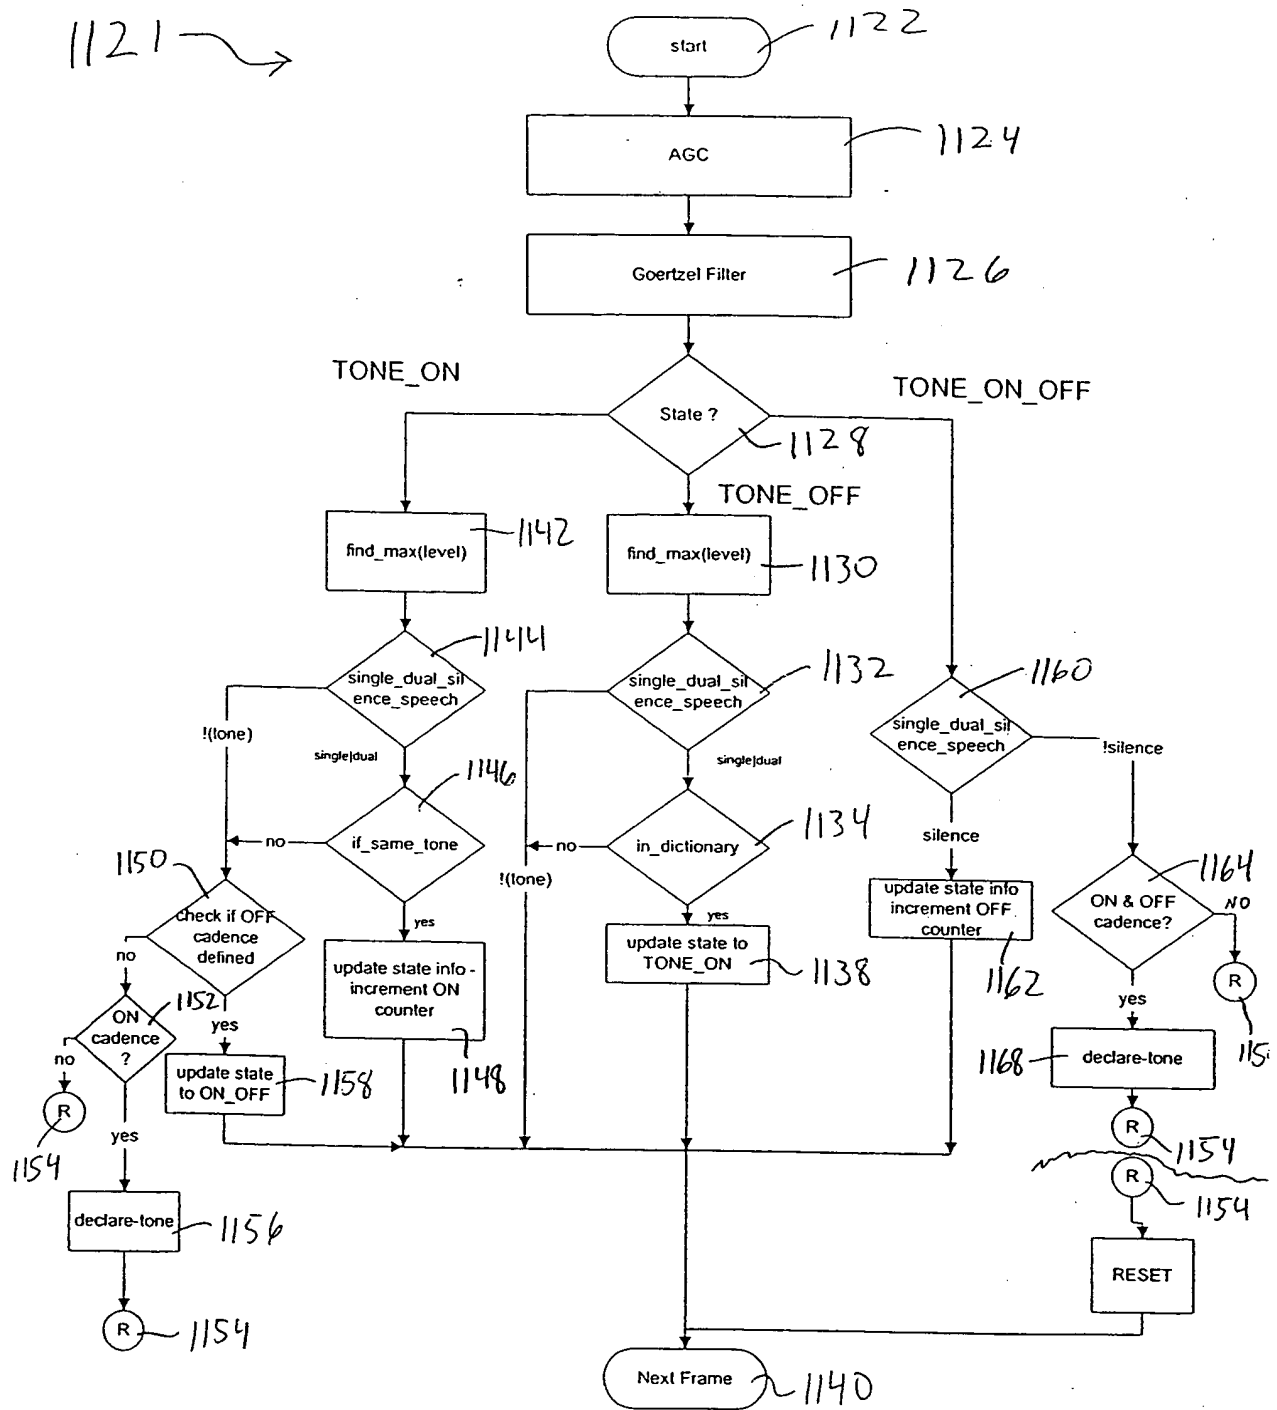 1121
start
1122
AGC
1124
Goertzel Filter
1126
TONE_ON
TONE_ON_OFF
State ?
1128
TONE_OFF
find_max(level)
1142
find_max(level)
1130
single_dual_sil
ence_speech
1144
single_dual_sil
ence_speech
1132
single_dual_sil
ence_speech
1160
!(tone)
single|dual
single|dual
!silence
if_same_tone
1146
no
in_dictionary
1134
no
!(tone)
silence
1150
check if OFF
cadence
defined
yes
yes
update state info
increment OFF
counter
1162
ON & OFF
cadence?
1164
NO
R
no
ON
cadence
?
1152
yes
update state info -
increment ON
counter
1148
update state to
TONE_ON
1138
yes
no
R
1154
update state
to ON_OFF
1158
declare-tone
1168
yes
R
1154
R
1154
declare-tone
1156
RESET
R
1154
Next Frame
1140